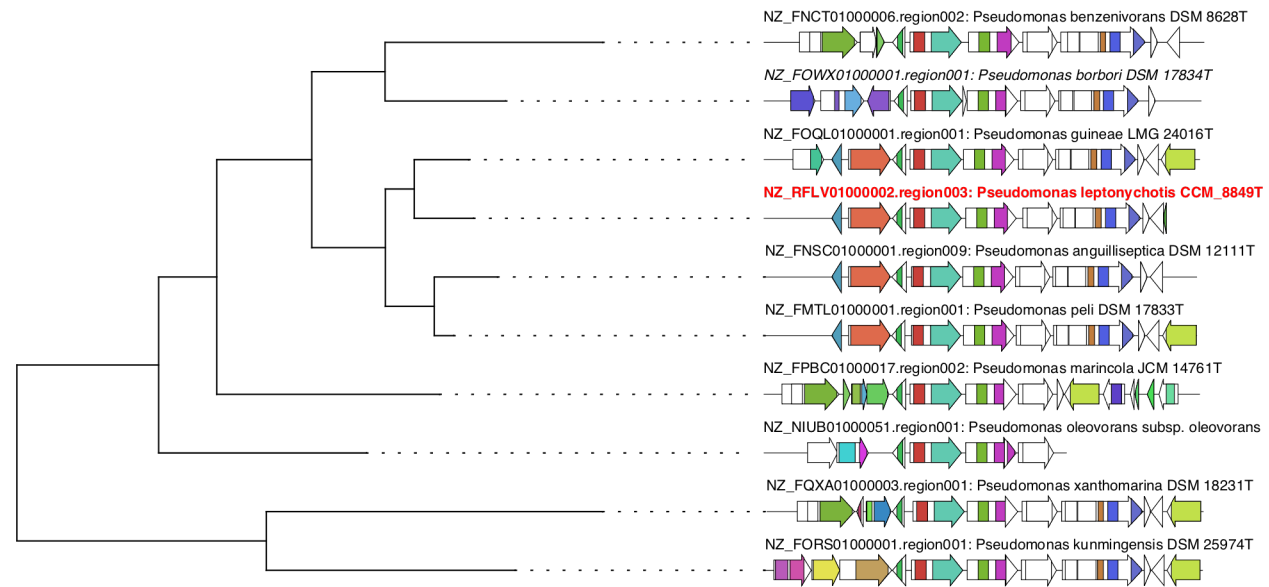 NZ_FNCT01000006.region002: Pseudomonas benzenivorans DSM 8628T
NZ_FOWX01000001.region001: Pseudomonas borbori DSM 17834T
NZ_FOQL01000001.region001: Pseudomonas guineae LMG 24016T
NZ_RFLV01000002.region003: Pseudomonas leptonychotis CCM_8849T
NZ_FNSC01000001.region009: Pseudomonas anguilliseptica DSM 12111T
NZ_FMTL01000001.region001: Pseudomonas peli DSM 17833T
NZ_FPBC01000017.region002: Pseudomonas marincola JCM 14761T
NZ_NIUB01000051.region001: Pseudomonas oleovorans subsp. oleovorans
NZ_FQXA01000003.region001: Pseudomonas xanthomarina DSM 18231T
NZ_FORS01000001.region001: Pseudomonas kunmingensis DSM 25974T